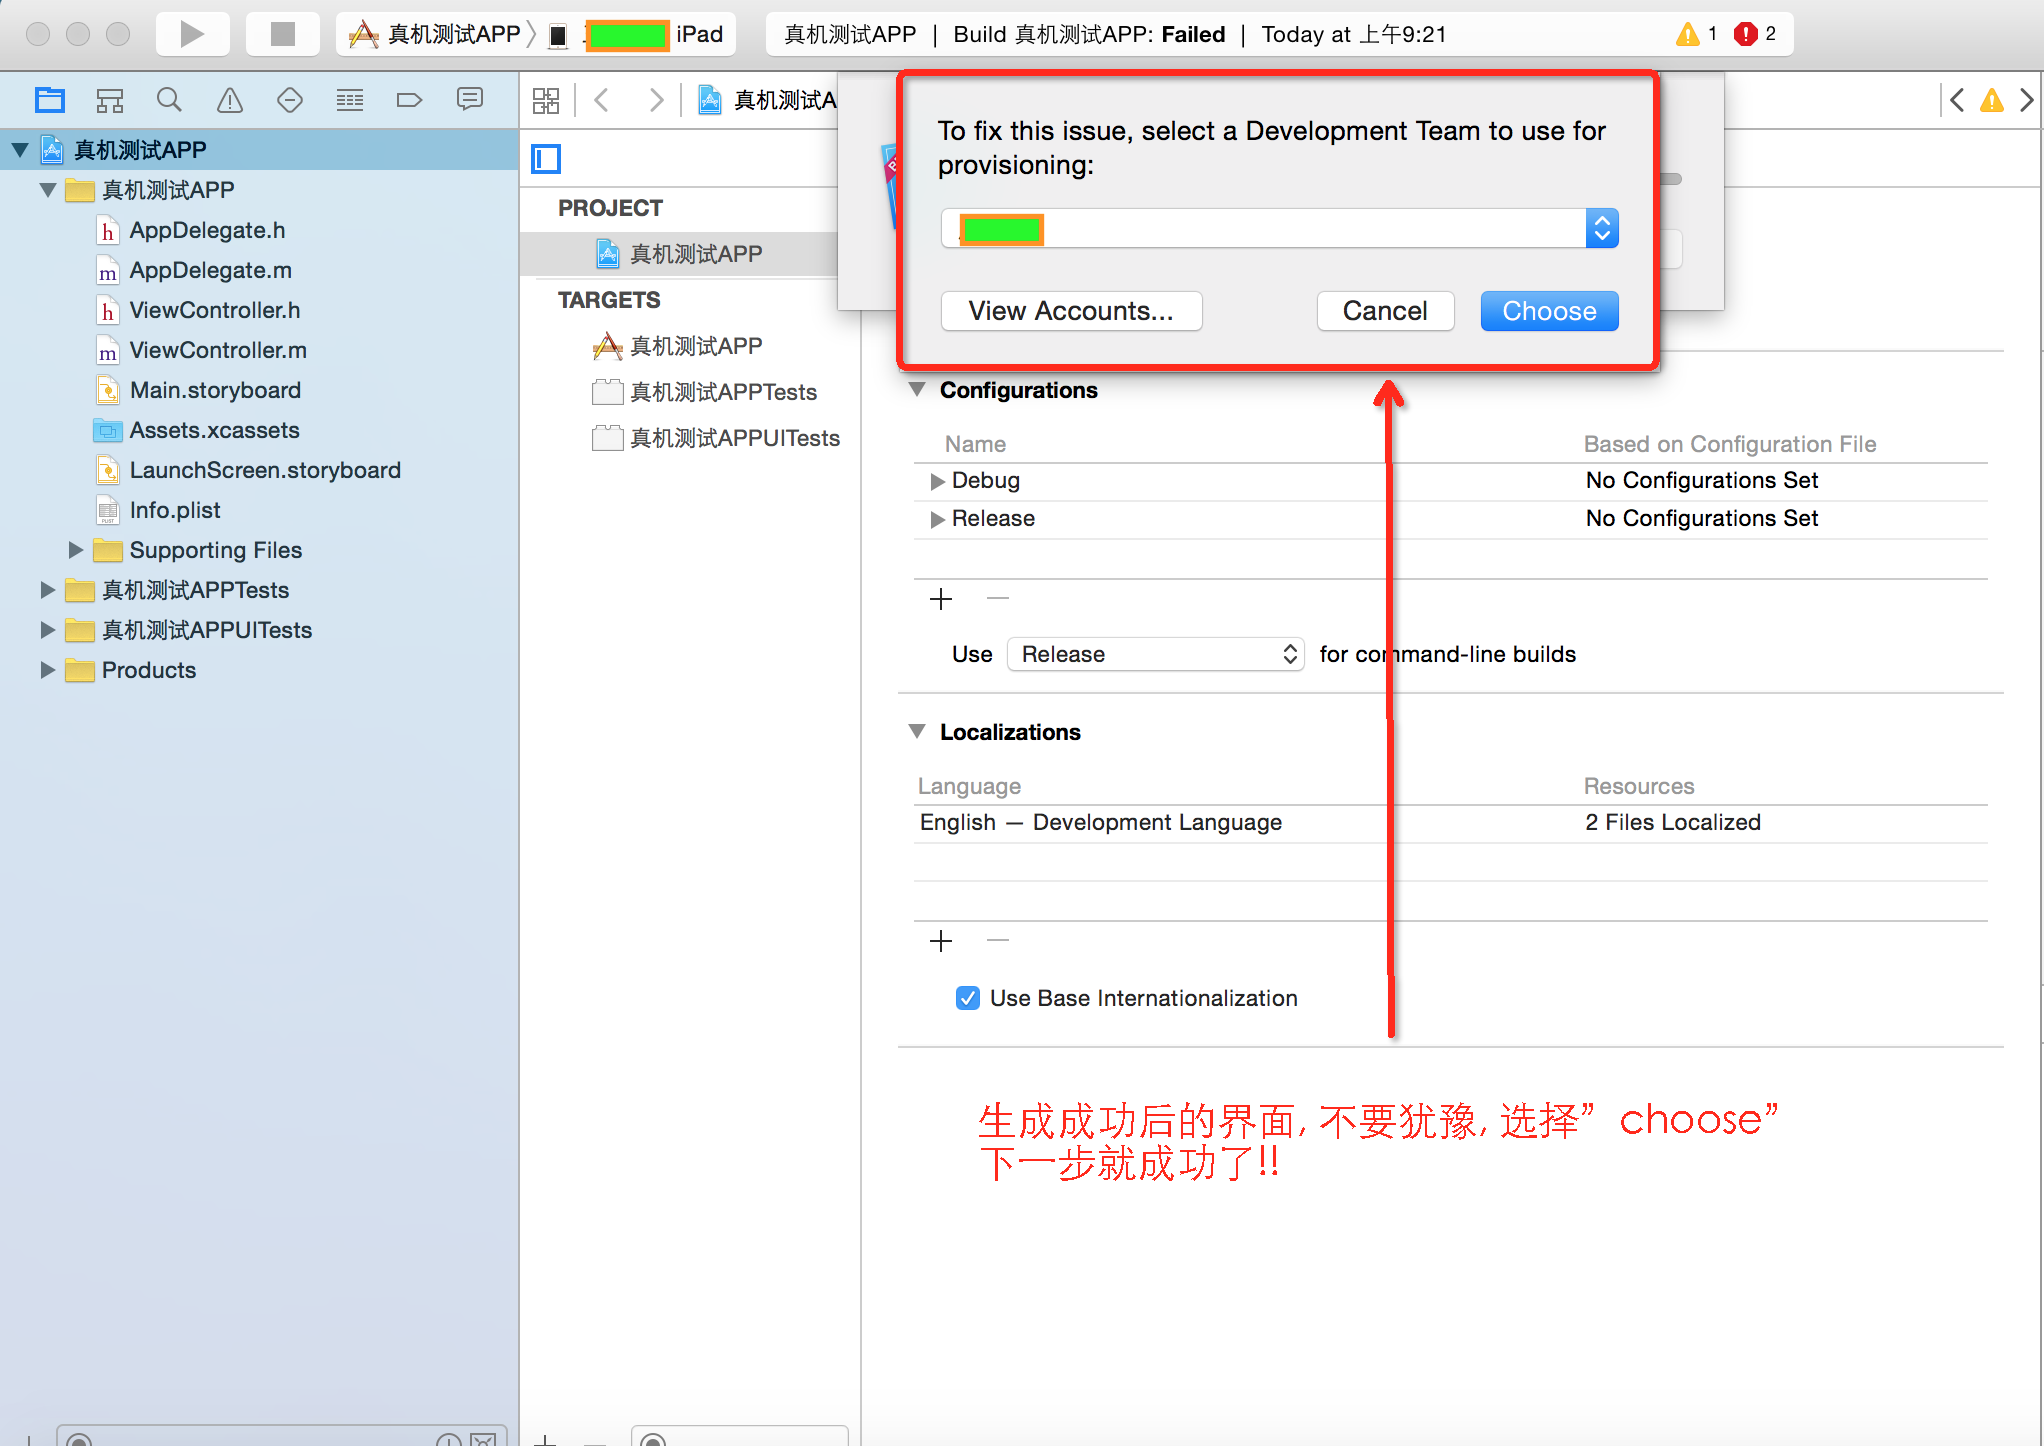 真机测试APP
iPad
真机测试APP | Build 真机测试APP: Failed | Today at 上午9:21
1
2
真机测试A
真机测试APP
真机测试APP
AppDelegate.h
AppDelegate.m
ViewController.h
ViewController.m
Main.storyboard
Assets.xcassets
LaunchScreen.storyboard
Info.plist
Supporting Files
真机测试APPTests
真机测试APPUITests
Products
PROJECT
真机测试APP
TARGETS
真机测试APP
真机测试APPTests
真机测试APPUITests
To fix this issue, select a Development Team to use for
provisioning:
View Accounts...
Cancel
Choose
Configurations
Name
Based on Configuration File
Debug
No Configurations Set
Release
No Configurations Set
Use Release for command-line builds
Localizations
Language
Resources
English — Development Language
2 Files Localized
Use Base Internationalization
生成成功后的界面, 不要犹豫, 选择” choose”
下一步就成功了!!